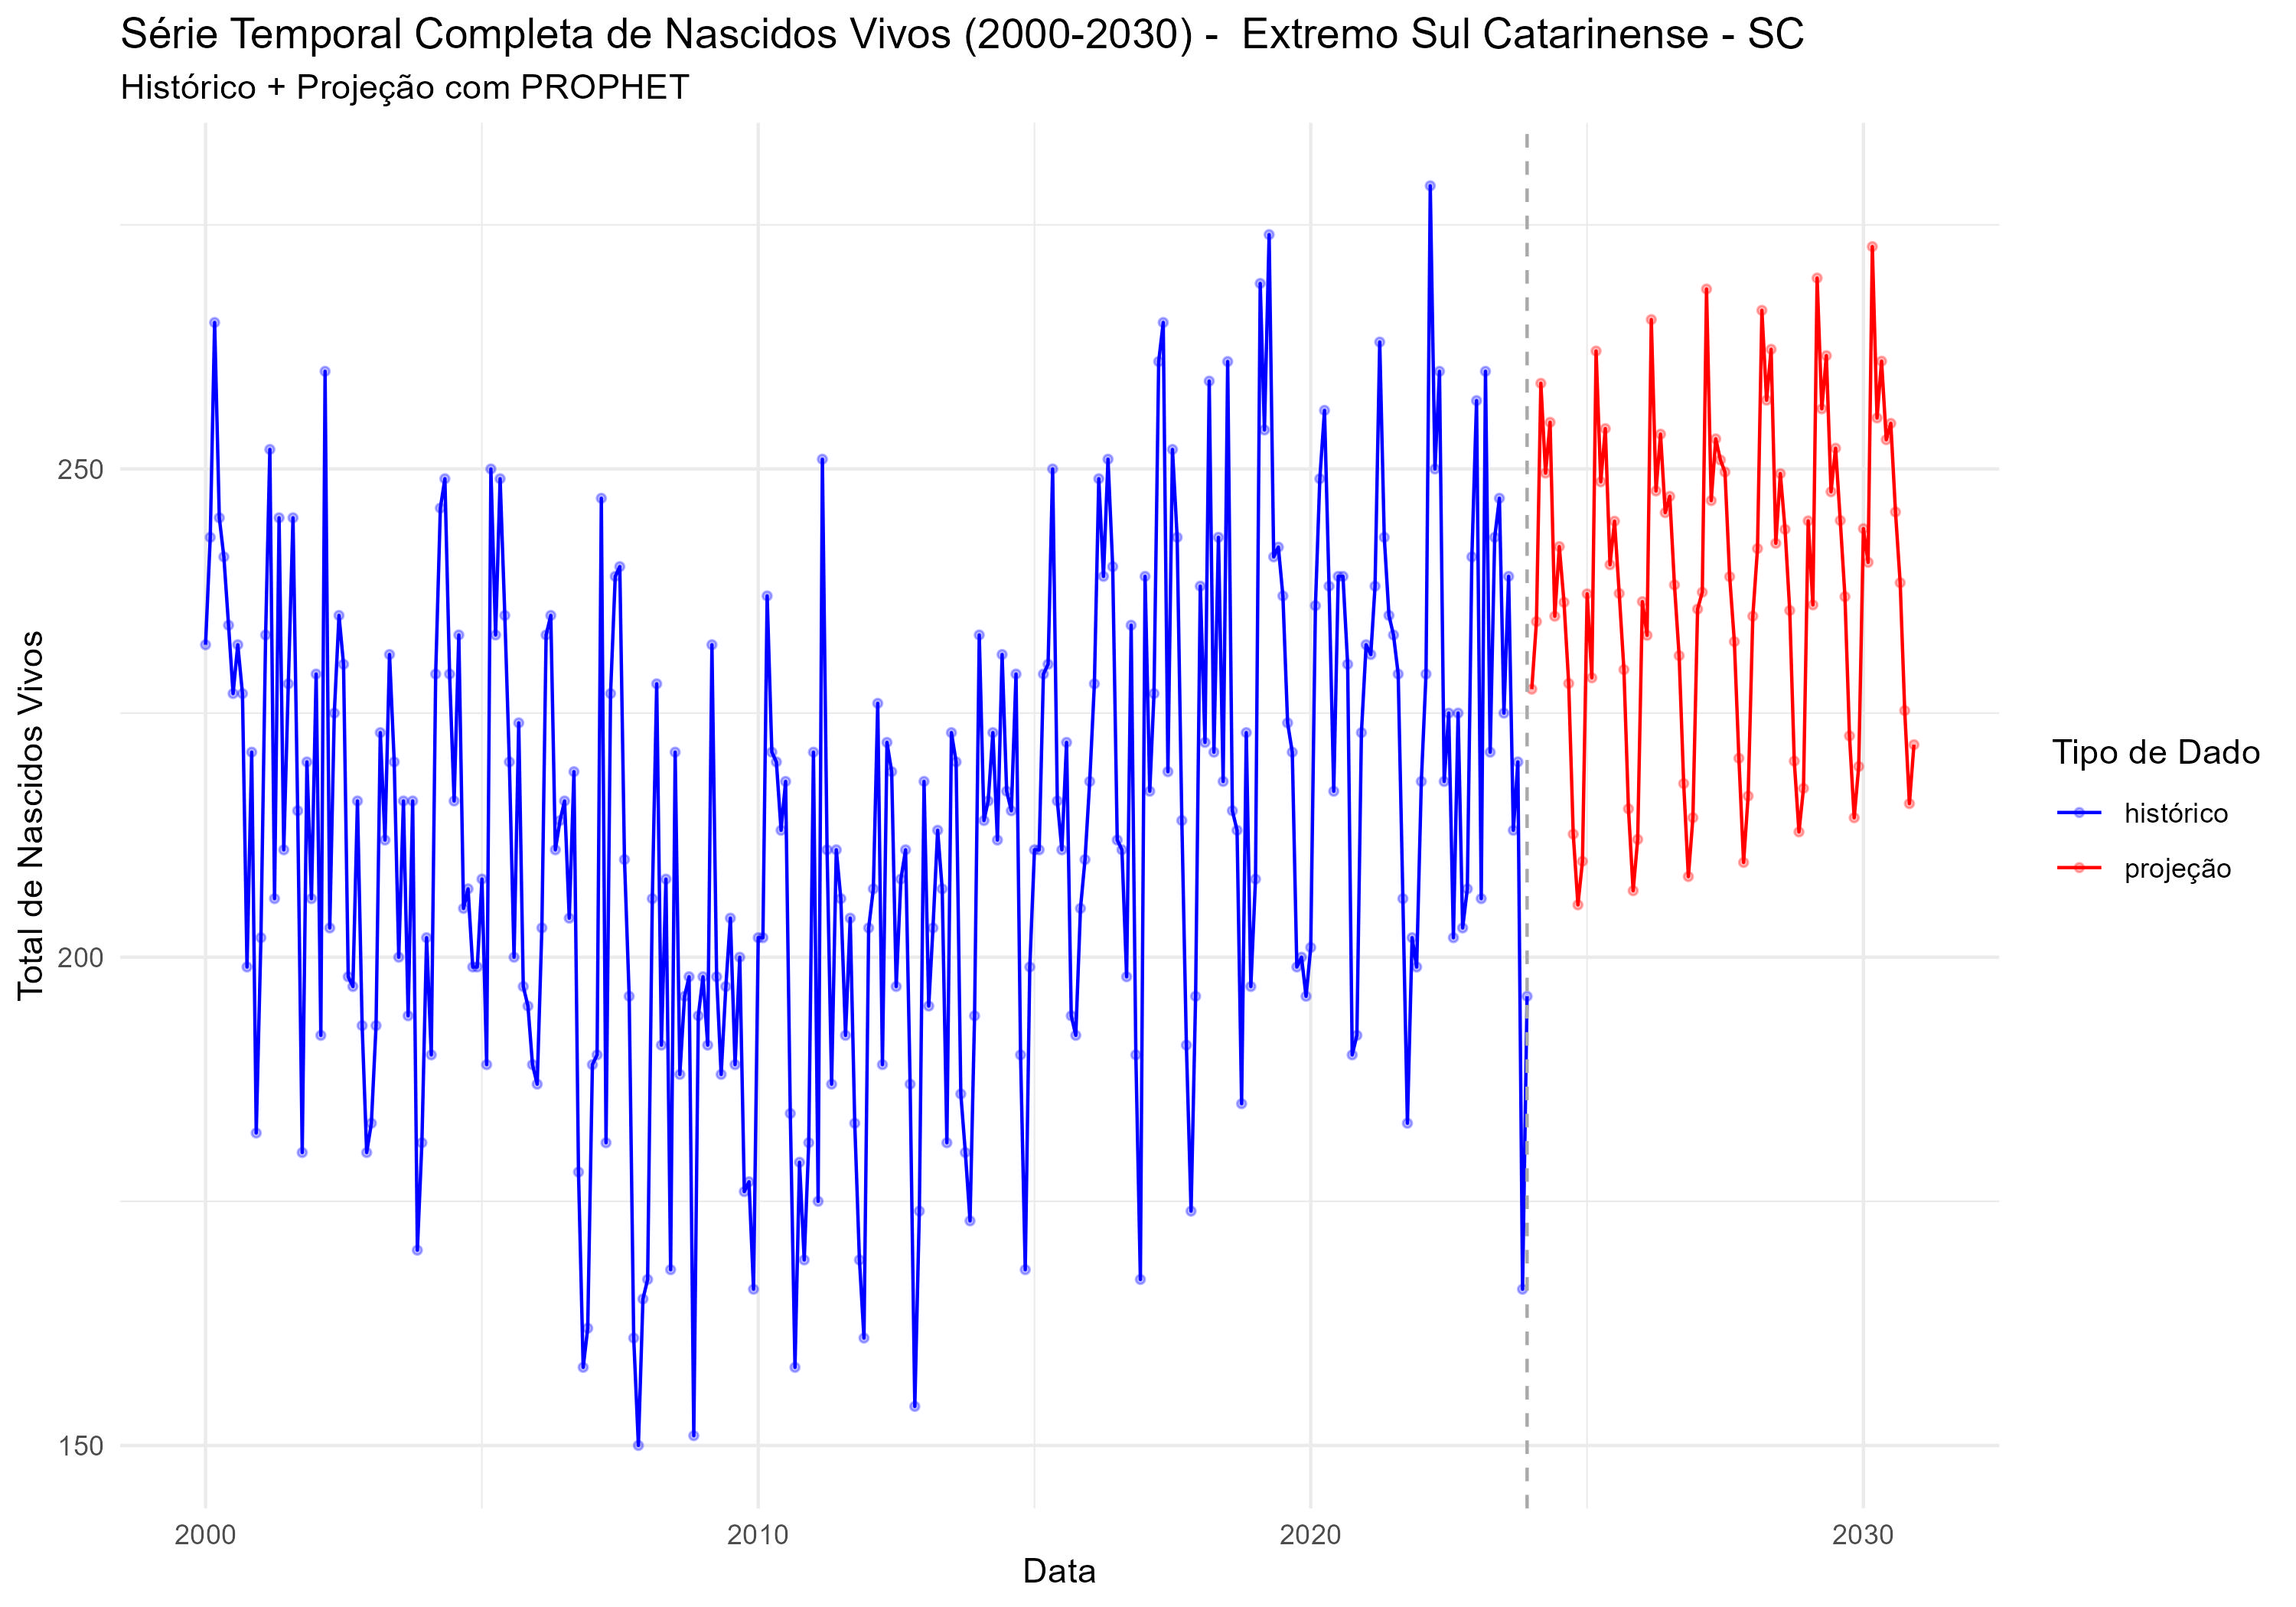 Série Temporal Completa de Nascidos Vivos (2000-2030) -  Extremo Sul Catarinense - SC
Histórico + Projeção com PROPHET
Total de Nascidos Vivos
250
200
150
2000
2010
2020
2030
Data
Tipo de Dado
histórico
projeção